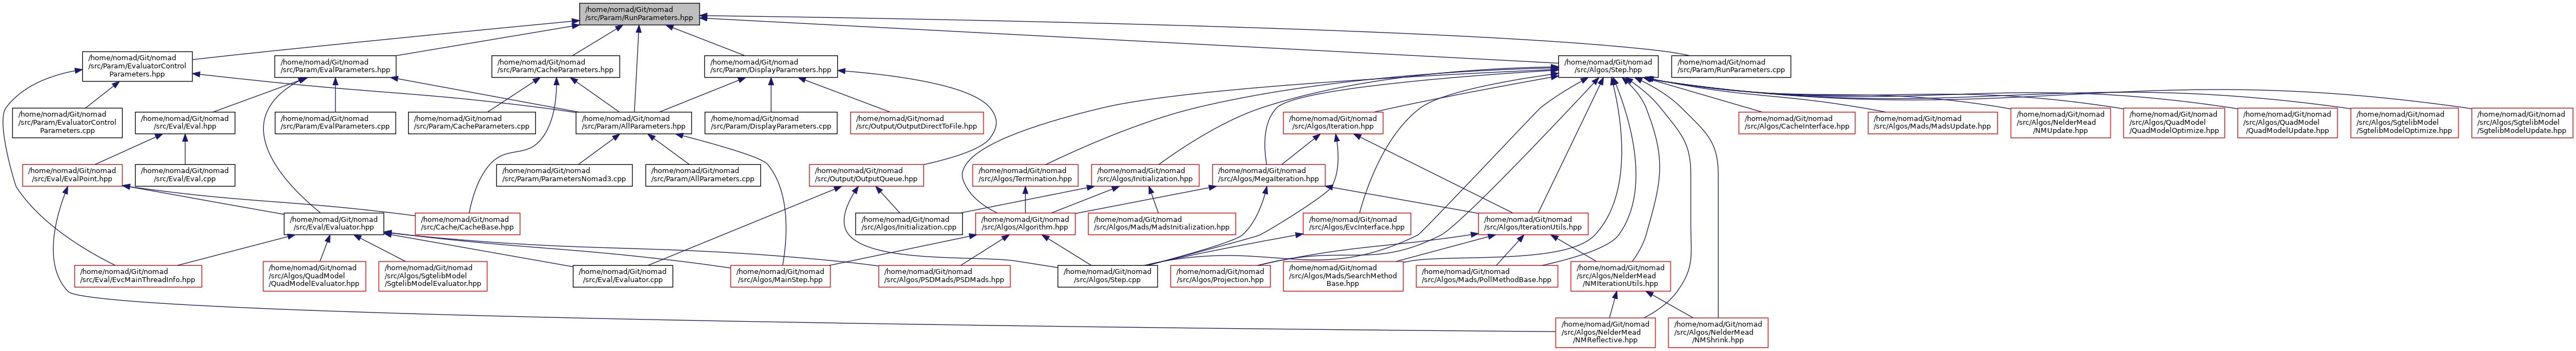 /home/nomad/Git/nomad
/src/Param/RunParameters.hpp
/home/nomad/Git/nomad
/src/Param/EvaluatorControl
Parameters.hpp
/home/nomad/Git/nomad
/src/Param/EvalParameters.hpp
/home/nomad/Git/nomad
/src/Param/CacheParameters.hpp
/home/nomad/Git/nomad
/src/Param/DisplayParameters.hpp
/home/nomad/Git/nomad
/src/Algos/Step.hpp
/home/nomad/Git/nomad
/src/Param/RunParameters.cpp
/home/nomad/Git/nomad
/src/Param/EvaluatorControl
Parameters.cpp
/home/nomad/Git/nomad
/src/Eval/Eval.hpp
/home/nomad/Git/nomad
/src/Param/EvalParameters.cpp
/home/nomad/Git/nomad
/src/Param/CacheParameters.cpp
/home/nomad/Git/nomad
/src/Param/AllParameters.hpp
/home/nomad/Git/nomad
/src/Param/DisplayParameters.cpp
/home/nomad/Git/nomad
/src/Output/OutputDirectToFile.hpp
/home/nomad/Git/nomad
/src/Algos/Iteration.hpp
/home/nomad/Git/nomad
/src/Algos/CacheInterface.hpp
/home/nomad/Git/nomad
/src/Algos/Mads/MadsUpdate.hpp
/home/nomad/Git/nomad
/src/Algos/NelderMead
/NMUpdate.hpp
/home/nomad/Git/nomad
/src/Algos/QuadModel
/QuadModelOptimize.hpp
/home/nomad/Git/nomad
/src/Algos/QuadModel
/QuadModelUpdate.hpp
/home/nomad/Git/nomad
/src/Algos/SgtelibModel
/SgtelibModelOptimize.hpp
/home/nomad/Git/nomad
/src/Algos/SgtelibModel
/SgtelibModelUpdate.hpp
/home/nomad/Git/nomad
/src/Eval/EvalPoint.hpp
/home/nomad/Git/nomad
/src/Eval/Eval.cpp
/home/nomad/Git/nomad
/src/Param/ParametersNomad3.cpp
/home/nomad/Git/nomad
/src/Param/AllParameters.cpp
/home/nomad/Git/nomad
/src/Output/OutputQueue.hpp
/home/nomad/Git/nomad
/src/Algos/Termination.hpp
/home/nomad/Git/nomad
/src/Algos/Initialization.hpp
/home/nomad/Git/nomad
/src/Algos/MegaIteration.hpp
/home/nomad/Git/nomad
/src/Eval/Evaluator.hpp
/home/nomad/Git/nomad
/src/Cache/CacheBase.hpp
/home/nomad/Git/nomad
/src/Algos/Initialization.cpp
/home/nomad/Git/nomad
/src/Algos/Algorithm.hpp
/home/nomad/Git/nomad
/src/Algos/Mads/MadsInitialization.hpp
/home/nomad/Git/nomad
/src/Algos/EvcInterface.hpp
/home/nomad/Git/nomad
/src/Algos/IterationUtils.hpp
/home/nomad/Git/nomad
/src/Eval/EvcMainThreadInfo.hpp
/home/nomad/Git/nomad
/src/Algos/QuadModel
/QuadModelEvaluator.hpp
/home/nomad/Git/nomad
/src/Algos/SgtelibModel
/SgtelibModelEvaluator.hpp
/home/nomad/Git/nomad
/src/Eval/Evaluator.cpp
/home/nomad/Git/nomad
/src/Algos/MainStep.hpp
/home/nomad/Git/nomad
/src/Algos/PSDMads/PSDMads.hpp
/home/nomad/Git/nomad
/src/Algos/Step.cpp
/home/nomad/Git/nomad
/src/Algos/Projection.hpp
/home/nomad/Git/nomad
/src/Algos/Mads/SearchMethod
Base.hpp
/home/nomad/Git/nomad
/src/Algos/Mads/PollMethodBase.hpp
/home/nomad/Git/nomad
/src/Algos/NelderMead
/NMIterationUtils.hpp
/home/nomad/Git/nomad
/src/Algos/NelderMead
/NMReflective.hpp
/home/nomad/Git/nomad
/src/Algos/NelderMead
/NMShrink.hpp